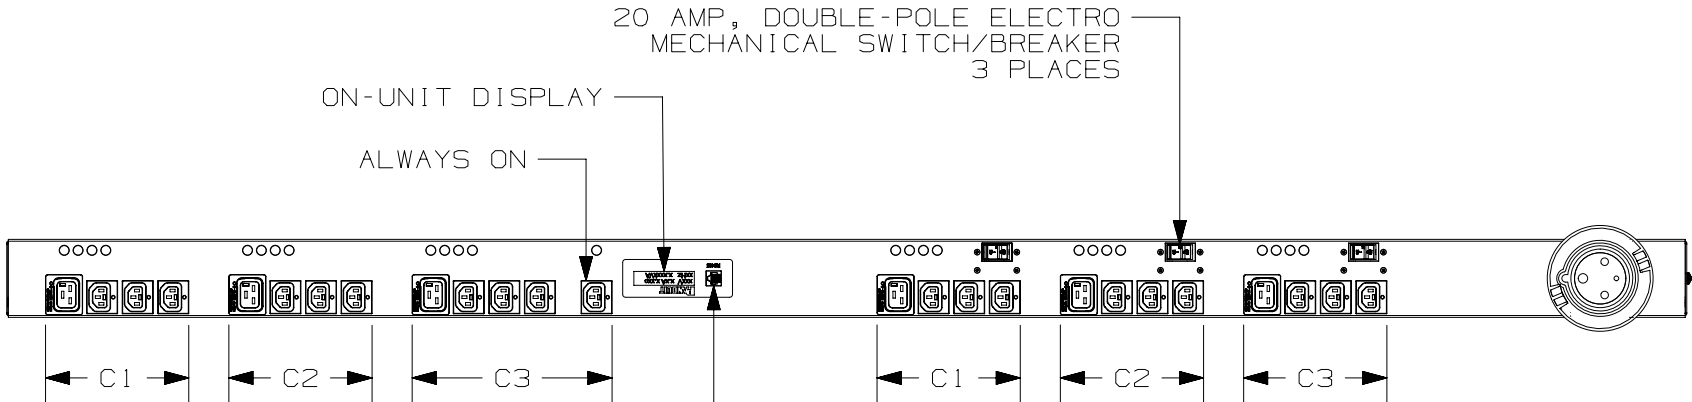 20 AMP, DOUBLE-POLE ELECTRO
MECHANICAL SWITCH/BREAKER
3 PLACES
ON-UNIT DISPLAY
ALWAYS ON
C1
C2
C3
C1
C2
C3